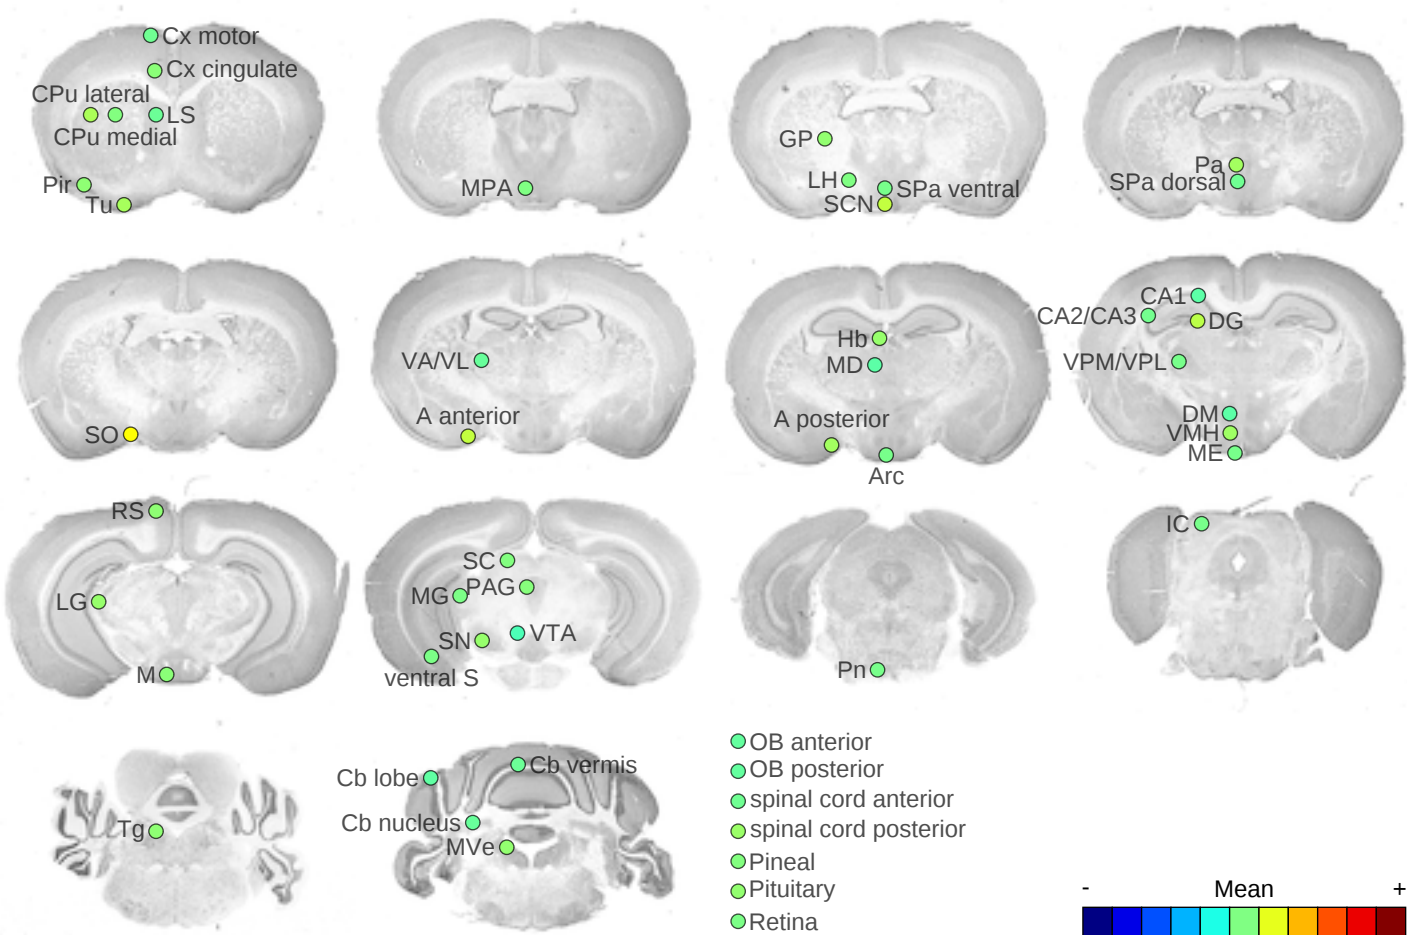 Cx motor
Cx cingulate
CPu lateral
LS
CPu medial
Pir
Tu
MPA
GP
LH
SPa ventral
SCN
Pa
SPa dorsal
SO
VA/VL
A anterior
Hb
MD
A posterior
Arc
CA1
CA2/CA3
DG
VPM/VPL
DM
VMH
ME
RS
LG
M
SC
PAG
MG
SN
VTA
ventral S
Pn
IC
Tg
Cb lobe
Cb vermis
Cb nucleus
MVe
OB anterior
OB posterior
spinal cord anterior
spinal cord posterior
Pineal
Pituitary
Retina
- Mean +